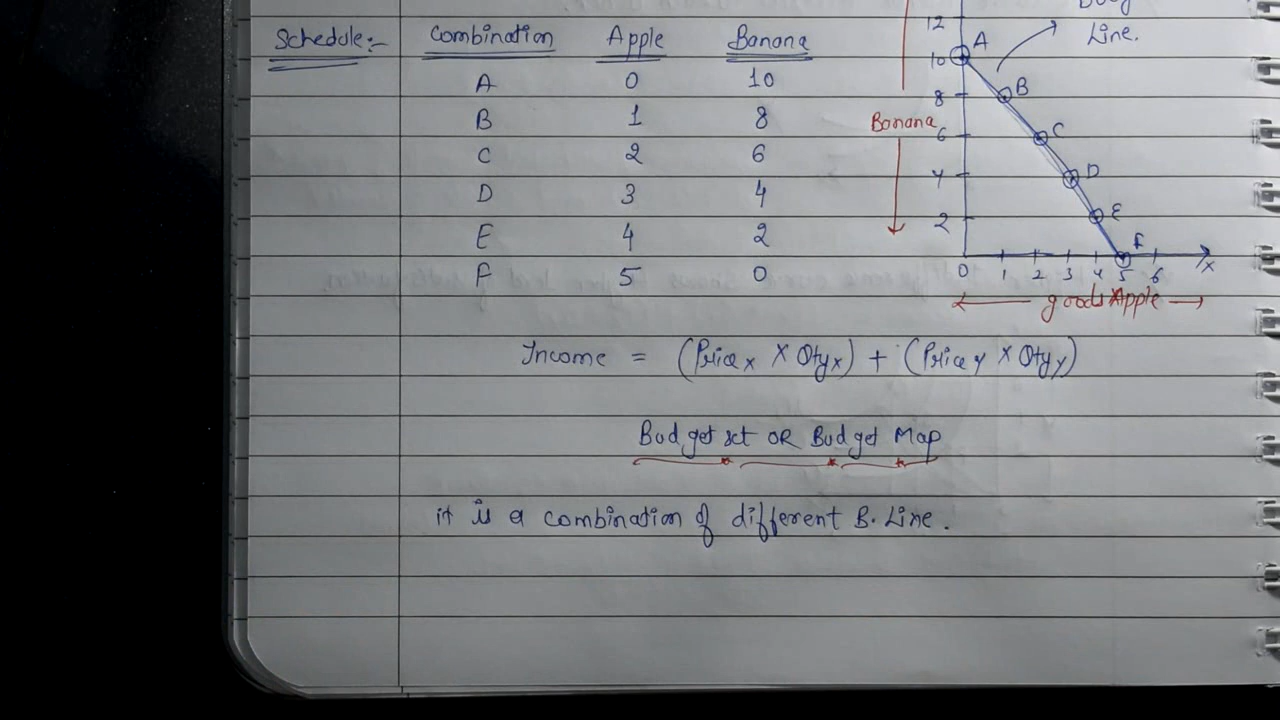 Schedule:- Combination Apple Banana
A 0 10
B 1 8
C 2 6
D 3 4
E 4 2
F 5 0
12
Line.
10 A
8 B
Banana
6 C
4 D
2 E
F
0 1 2 3 4 5 6 X
goods Apple
Income = (Price x X Qty x) + (Price y X Qty y)
Budget set OR Budget Map
it is a combination of different B. Line.